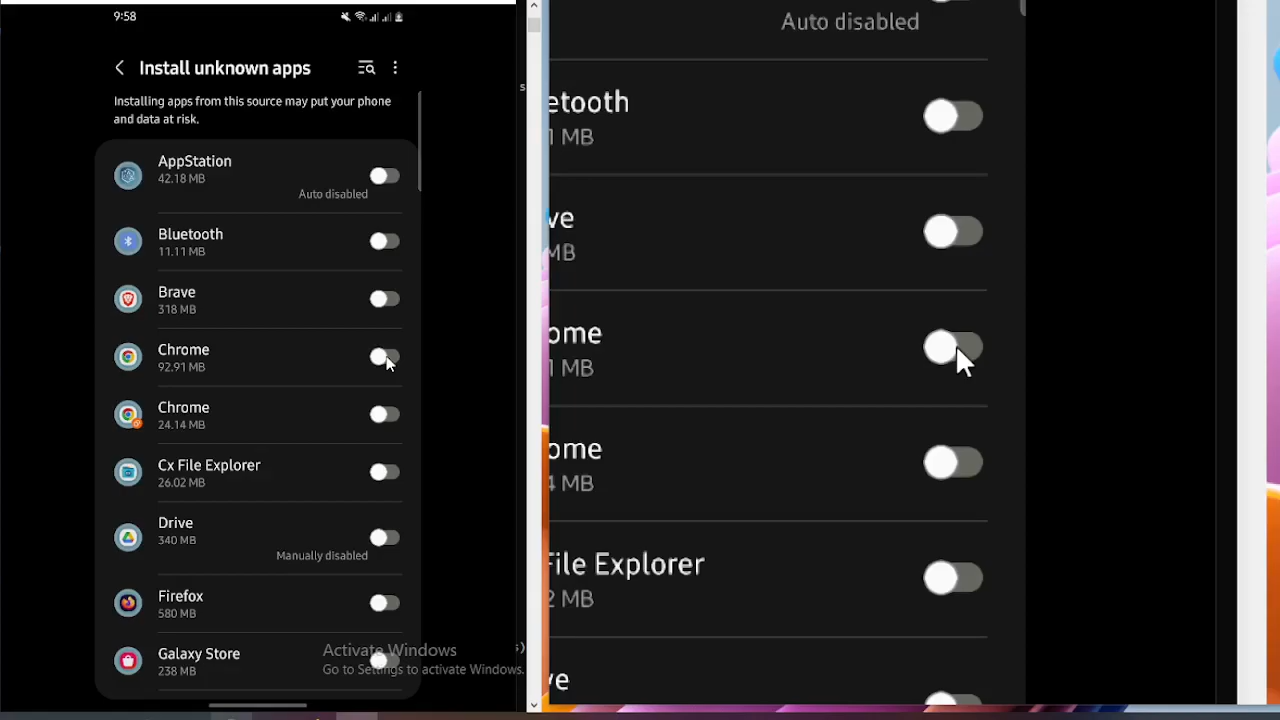 9:58
Install unknown apps
Installing apps from this source may put your phone
and data at risk.
AppStation
42.18 MB
Auto disabled
Bluetooth
11.11 MB
Brave
318 MB
Chrome
92.91 MB
Chrome
24.14 MB
Cx File Explorer
26.02 MB
Drive
340 MB
Manually disabled
Firefox
580 MB
Galaxy Store
238 MB
Activate Windows
Go to Settings to activate Windows.
s
s)
Auto disabled
etooth
1 MB
ve
MB
ome
1 MB
ome
4 MB
File Explorer
2 MB
ve